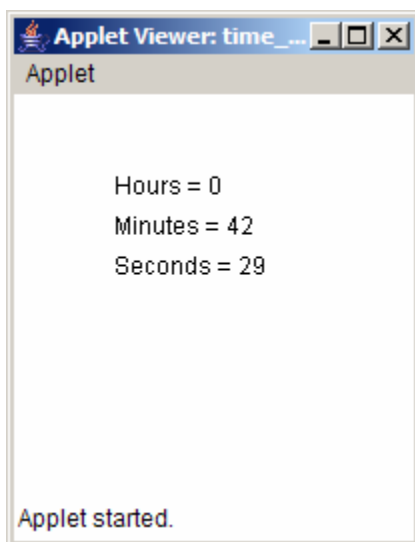 Applet Viewer: time_...
Applet
Hours = 0
Minutes = 42
Seconds = 29
Applet started.